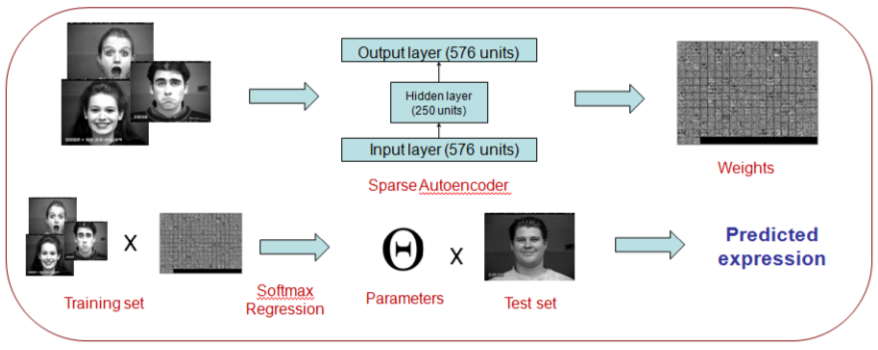 Output layer (576 units)
Hidden layer
(250 units)
Input layer (576 units)
Sparse Autoencoder
Weights
X
Training set
Softmax
Regression
Θ
Parameters
X
Test set
Predicted
expression